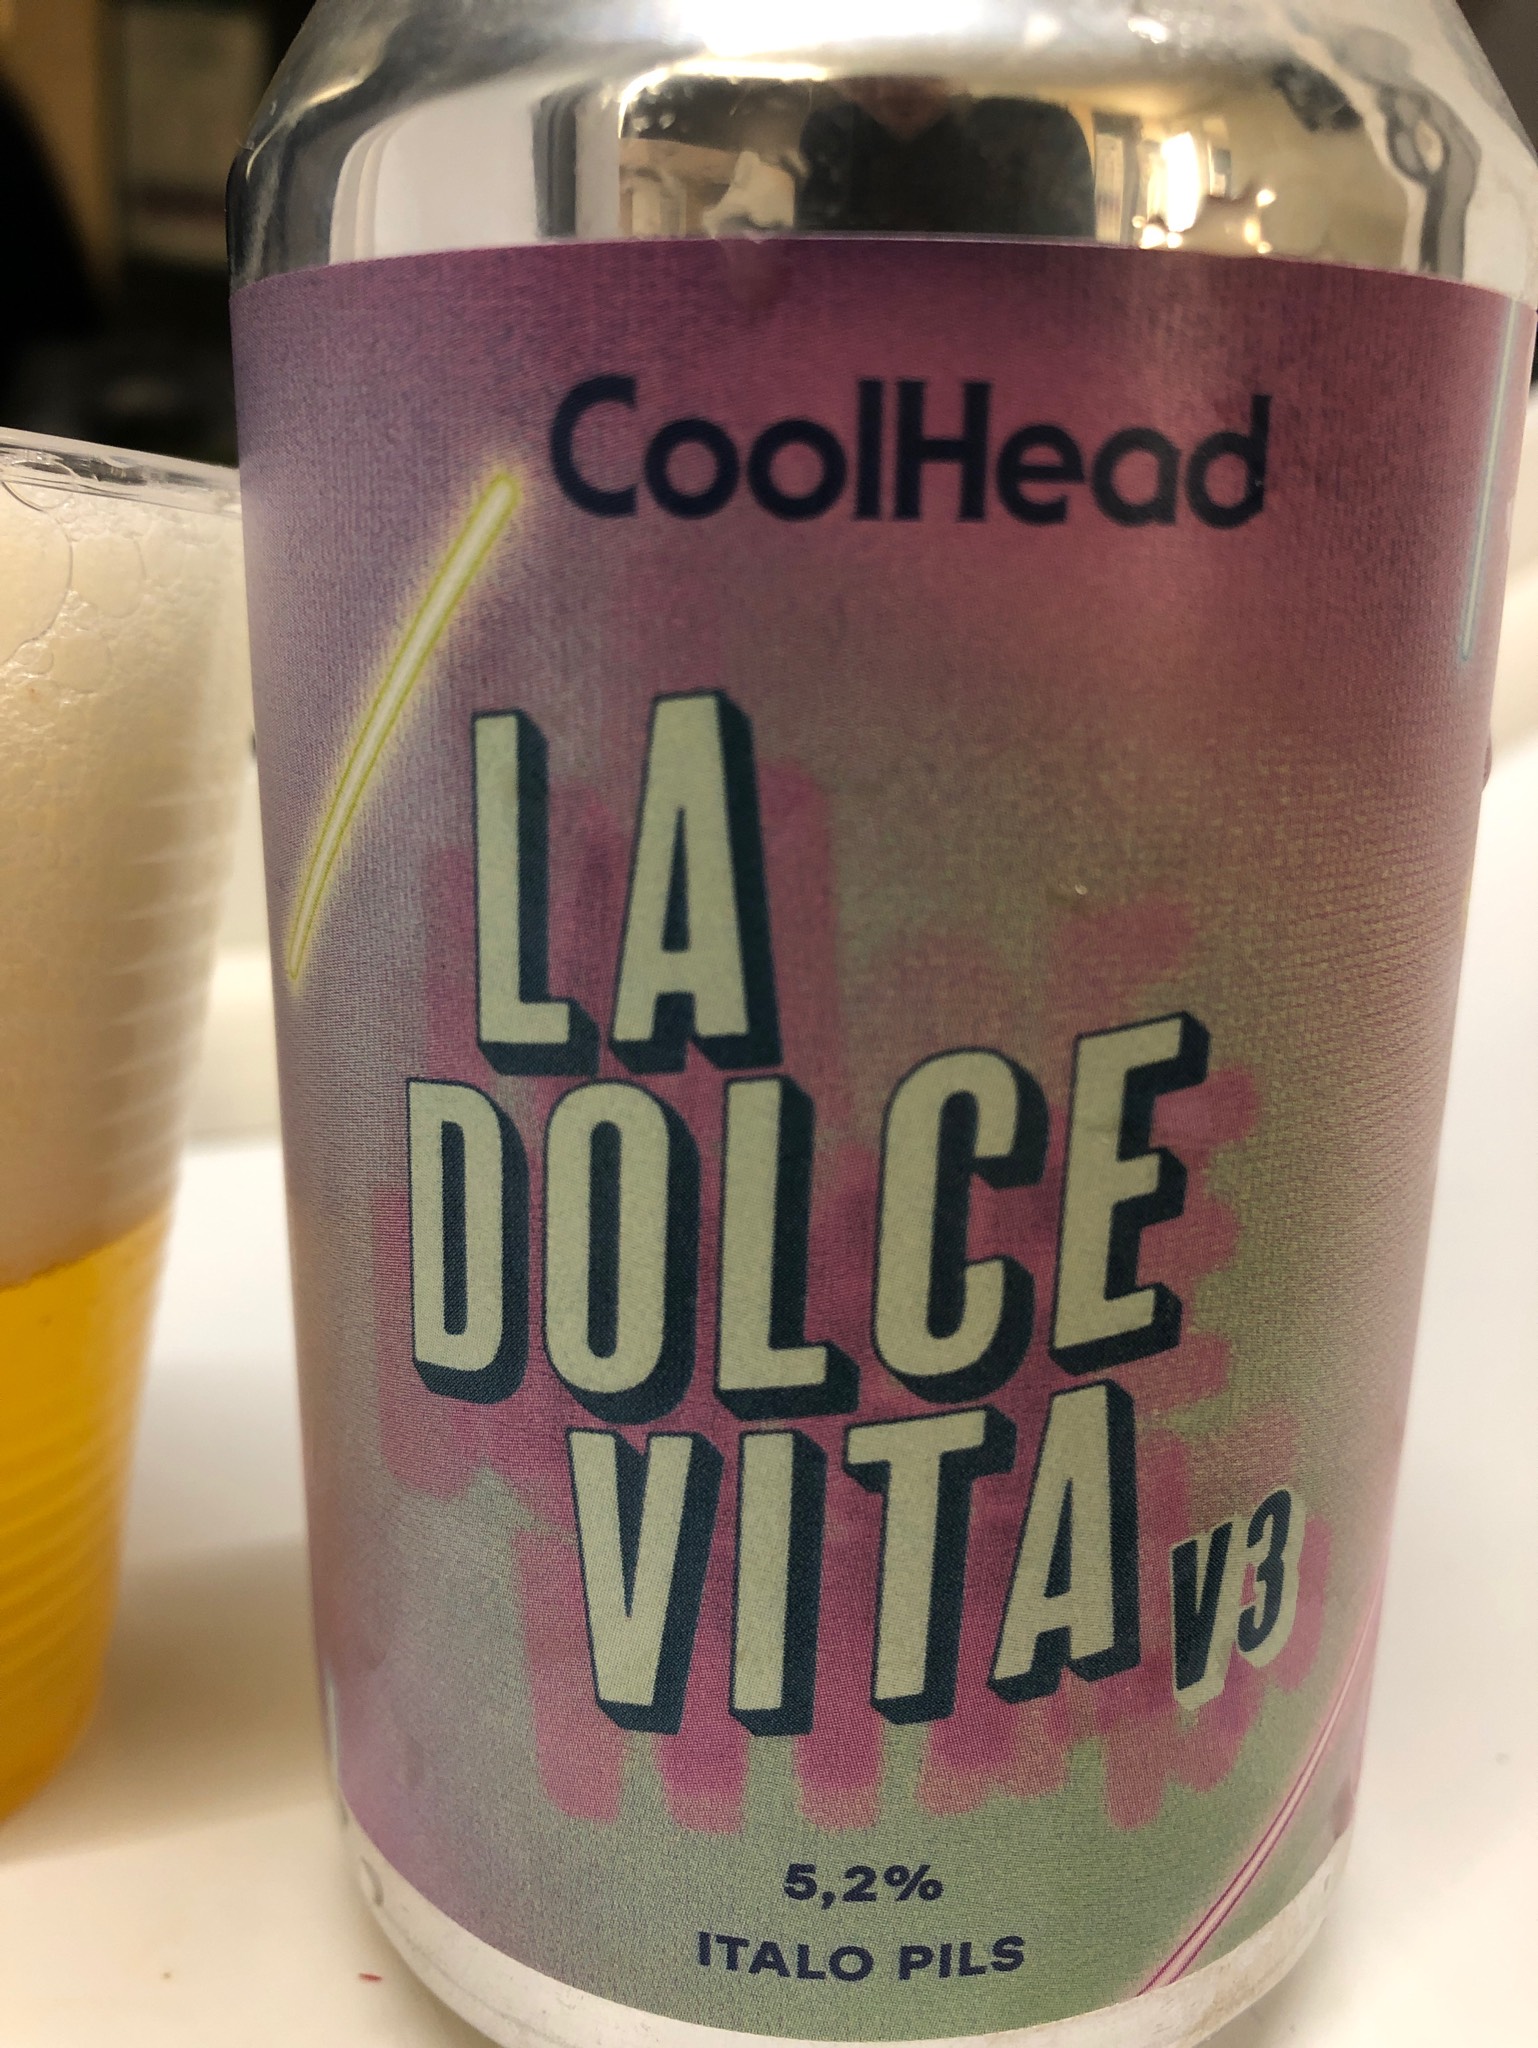 CoolHead
LA
DOLCE
VITA V3
5,2%
ITALO PILS